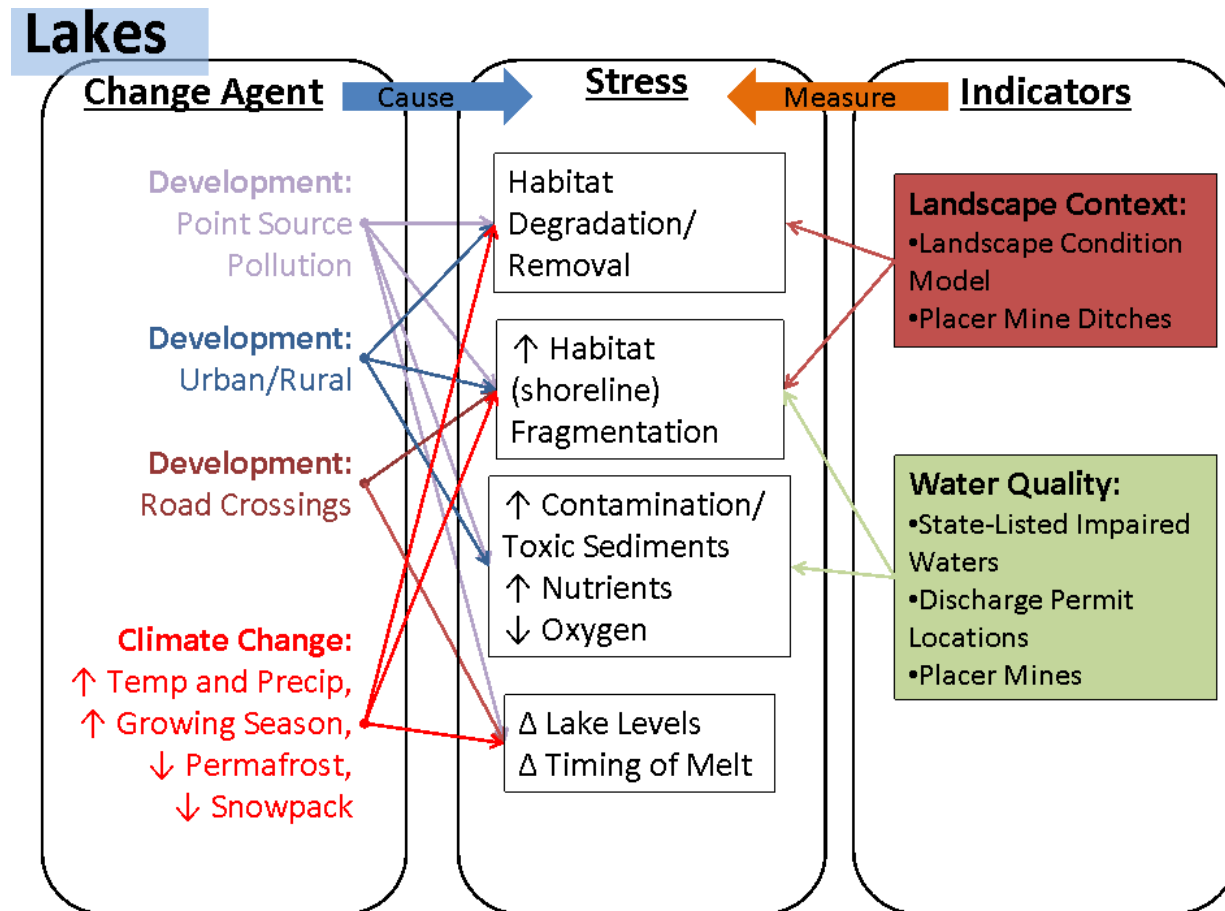 Lakes
Change Agent
Cause
Stress
Measure
Indicators
Development:
Point Source
Pollution
Development:
Urban/Rural
Development:
Road Crossings
Climate Change:
↑ Temp and Precip,
↑ Growing Season,
↓ Permafrost,
↓ Snowpack
Habitat
Degradation/
Removal
↑ Habitat
(shoreline)
Fragmentation
↑ Contamination/
Toxic Sediments
↑ Nutrients
↓ Oxygen
Δ Lake Levels
Δ Timing of Melt
Landscape Context:
•Landscape Condition
Model
•Placer Mine Ditches
Water Quality:
•State-Listed Impaired
Waters
•Discharge Permit
Locations
•Placer Mines